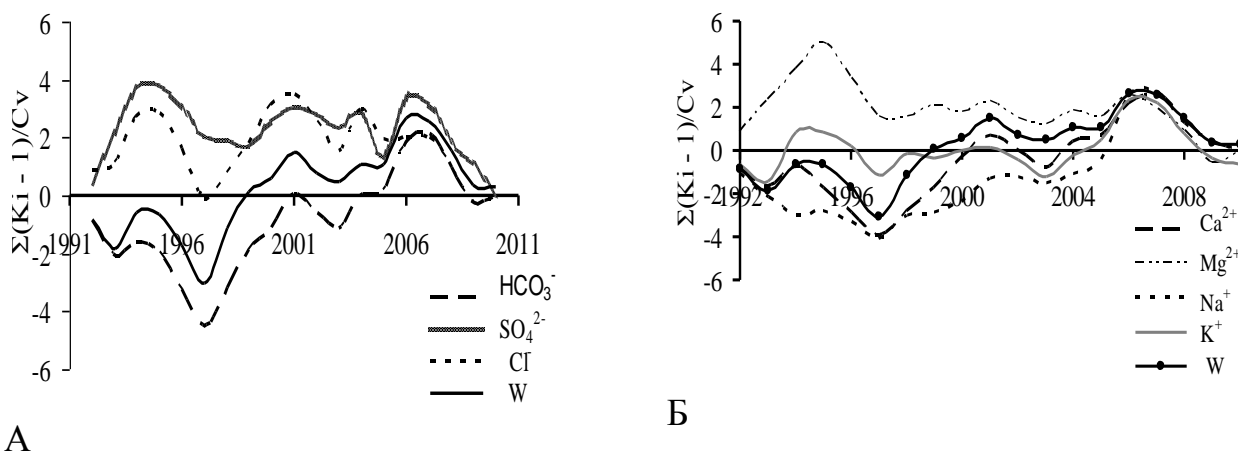 Σ(Ki - 1)/Cv
6
4
2
0
-2
-4
-6
1991
1996
2001
2006
2011
HCO₃⁻
SO₄²⁻
Cl⁻
W
А
Σ(Ki - 1)/Cv
6
4
2
0
-2
-4
-6
1992
1996
2000
2004
2008
Ca²⁺
Mg²⁺
Na⁺
K⁺
W
Б